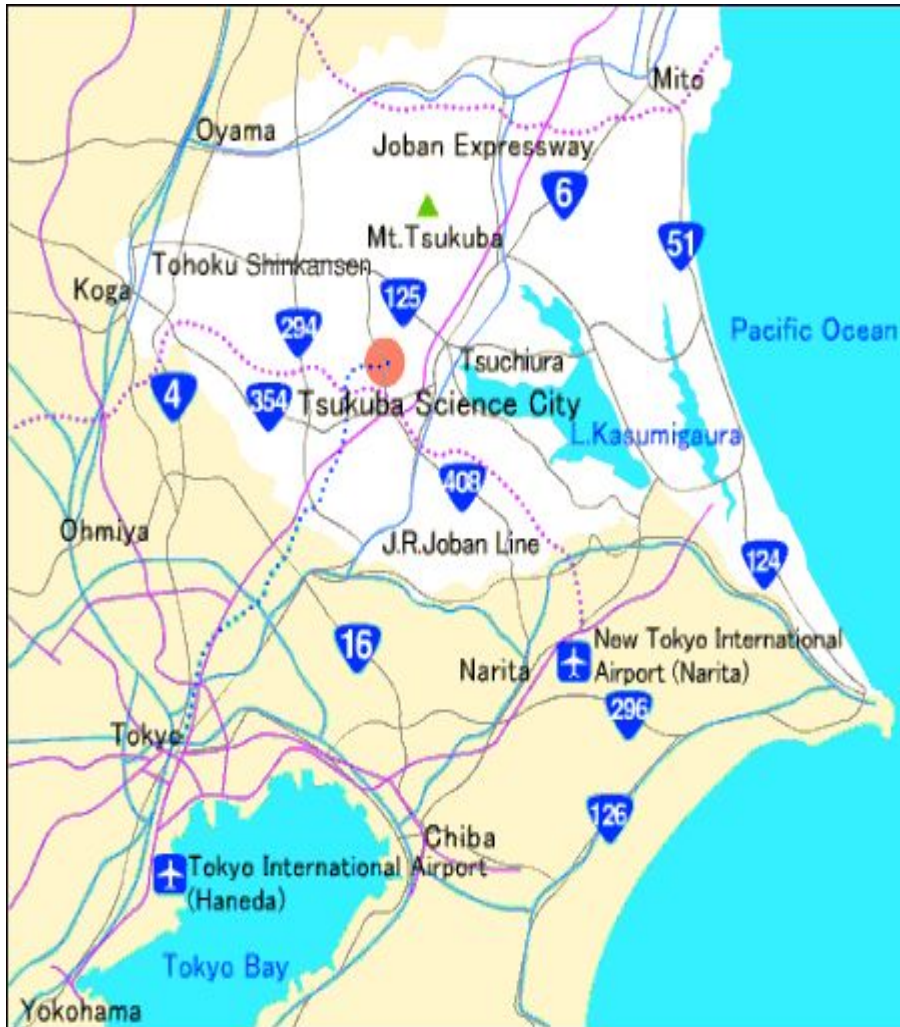 Mito
Oyama
Joban Expressway
6
Mt.Tsukuba
51
Tohoku Shinkansen
Koga
125
294
Pacific Ocean
Tsuchiura
4
354
Tsukuba Science City
L.Kasumigaura
408
Ohmiya
J.R.Joban Line
124
16
New Tokyo International
Airport (Narita)
Narita
296
Tokyo
126
Chiba
Tokyo International Airport
(Haneda)
Tokyo Bay
Yokohama